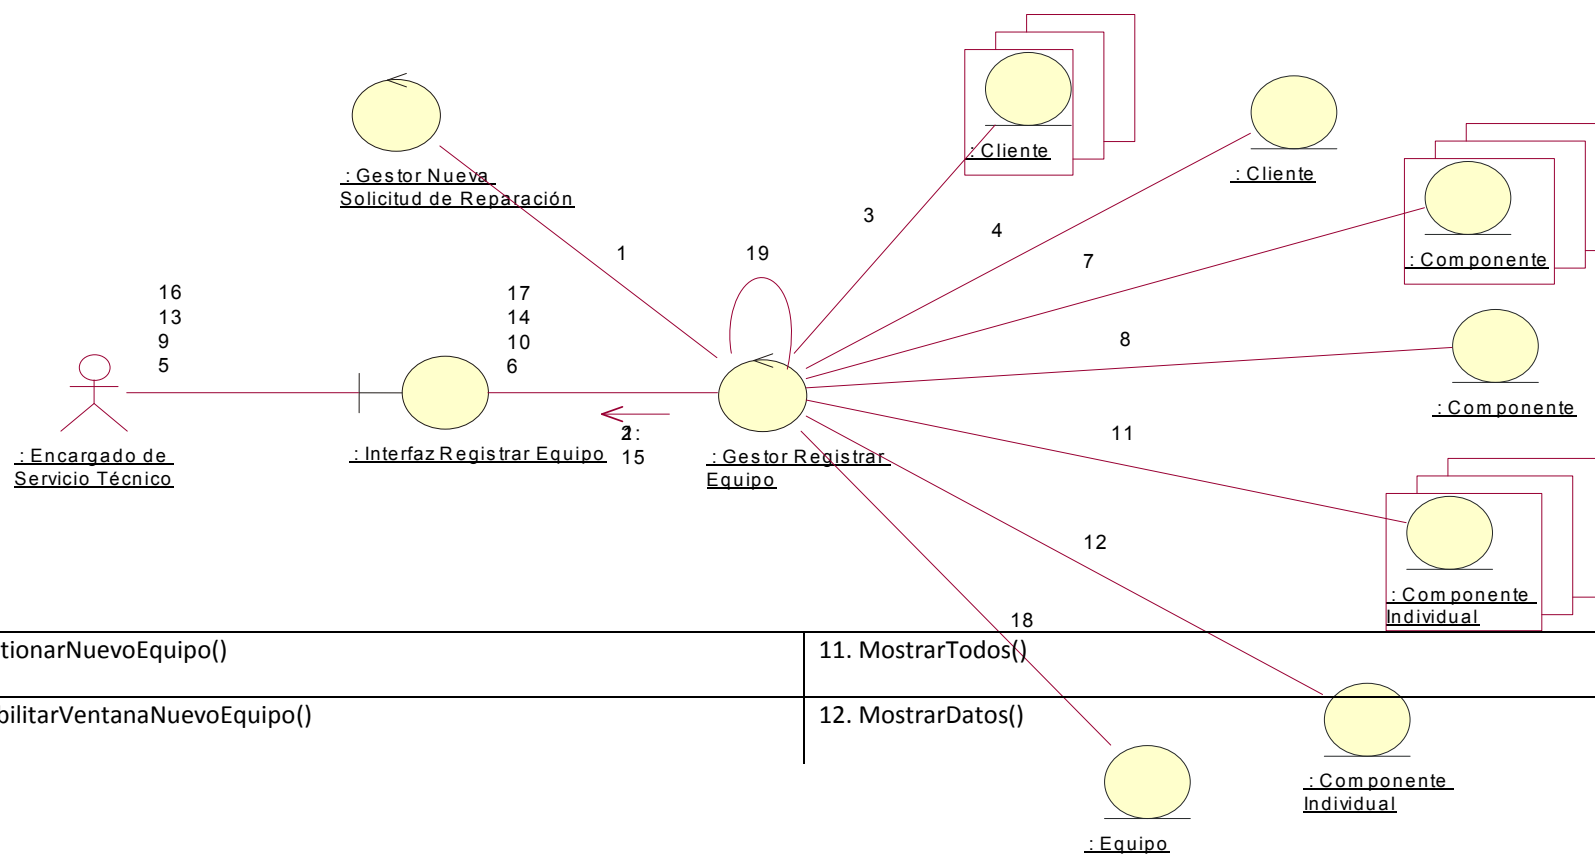 : Cliente
: Cliente
: Gestor Nueva
Solicitud de Reparación
: Componente
3
4
7
1
19
16
13
9
5
17
14
10
6
8
: Componente
: Encargado de
Servicio Técnico
: Interfaz Registrar Equipo
15
: Gestor Registrar
Equipo
11
12
: Componente
Individual
18
tionarNuevoEquipo()
11. MostrarTodos()
bilitarVentanaNuevoEquipo()
12. MostrarDatos()
: Componente
Individual
: Equipo